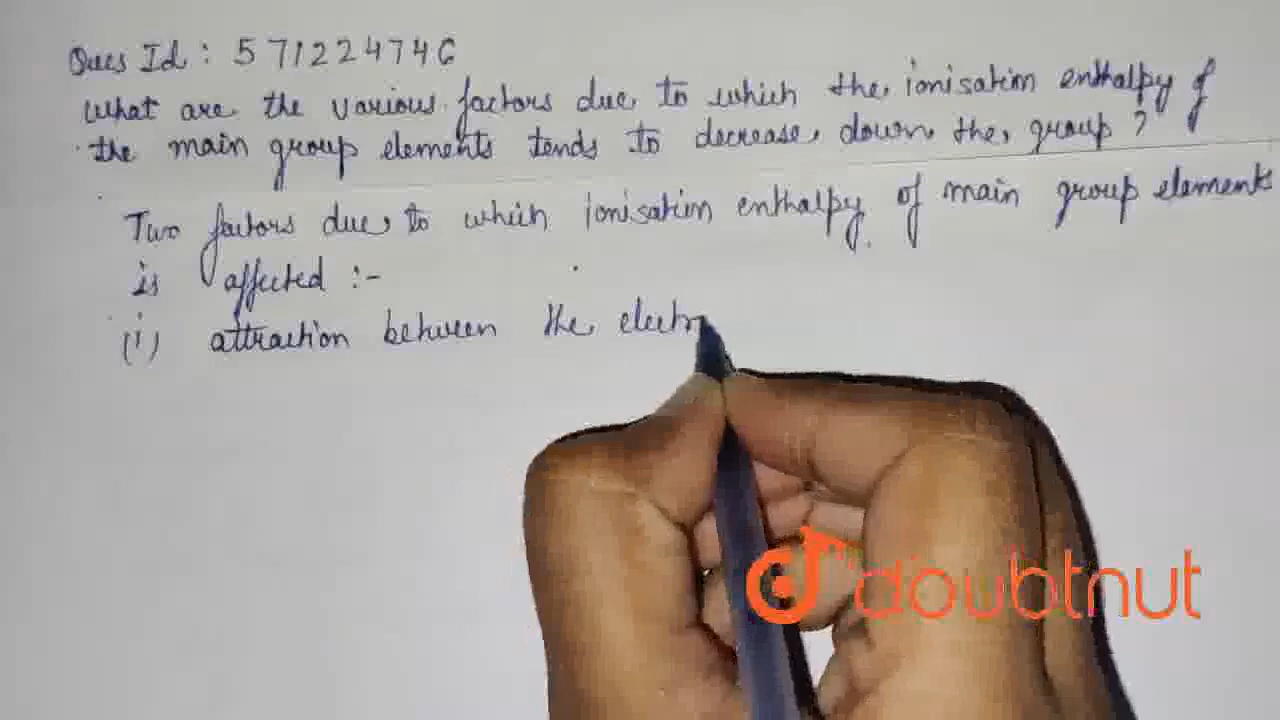 Ques Id : 571224746
What are the various factors due to which the ionisation enthalpy of
the main group elements tends to decrease down the group ?
Two factors due to which ionisation enthalpy of main group elements
is affected :-
(i) attraction between the electr
doubtnut